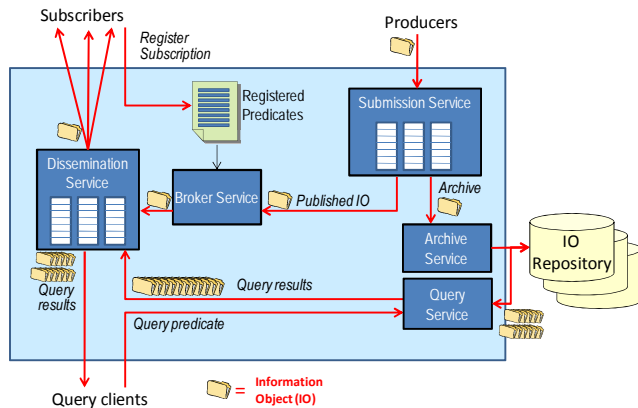 Subscribers
Producers
Register
Subscription
Registered
Predicates
Submission Service
Dissemination
Service
Broker Service
Published IO
Archive
Archive
Service
IO
Repository
Query
results
Query results
Query
Service
Query predicate
Query clients
= Information
Object (IO)